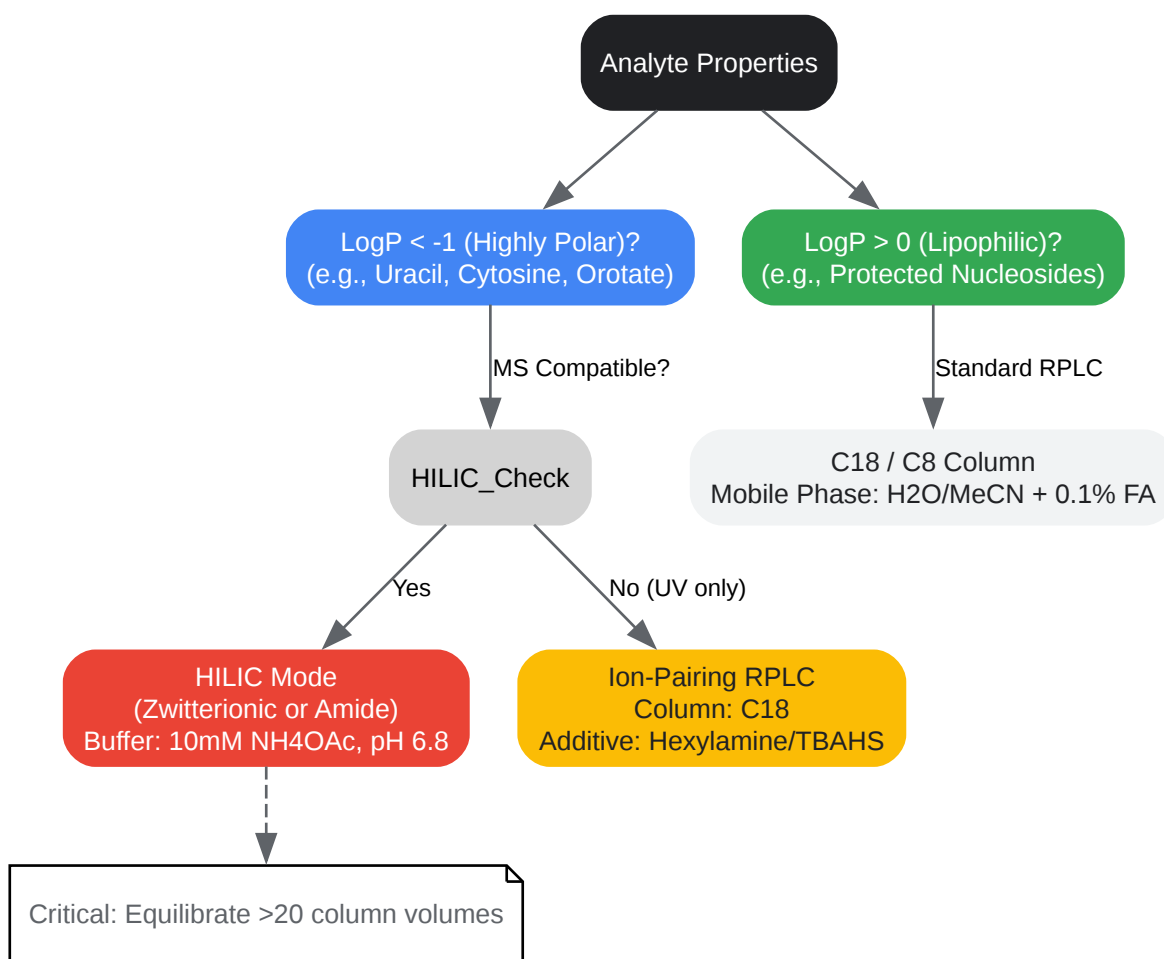 Analyte Properties
LogP < -1 (Highly Polar)?
(e.g., Uracil, Cytosine, Orotate)
LogP > 0 (Lipophilic)?
(e.g., Protected Nucleosides)
MS Compatible?
Standard RPLC
HILIC_Check
C18 / C8 Column
Mobile Phase: H2O/MeCN + 0.1% FA
Yes
No (UV only)
HILIC Mode
(Zwitterionic or Amide)
Buffer: 10mM NH4OAc, pH 6.8
Ion-Pairing RPLC
Column: C18
Additive: Hexylamine/TBAHS
Critical: Equilibrate >20 column volumes